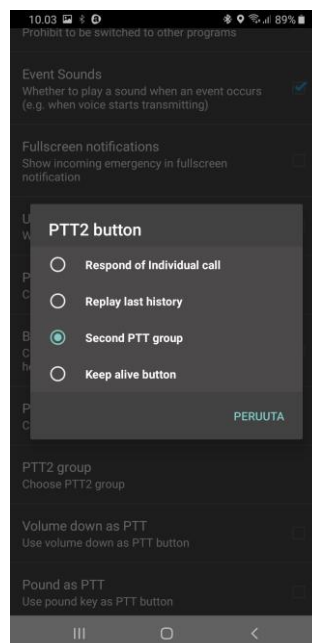 10.03
89%
Prohibit to be switched to other programs
Event Sounds
Whether to play a sound when an event occurs
(e.g. when voice starts transmitting)
Fullscreen notifications
Show incoming emergency in fullscreen
notification
U
W
PTT2 button
Respond of Individual call
P
C
Replay last history
B
Second PTT group
C
h
Keep alive button
P
C
PERUUTA
PTT2 group
Choose PTT2 group
Volume down as PTT
Use volume down as PTT button
Pound as PTT
Use pound key as PTT button